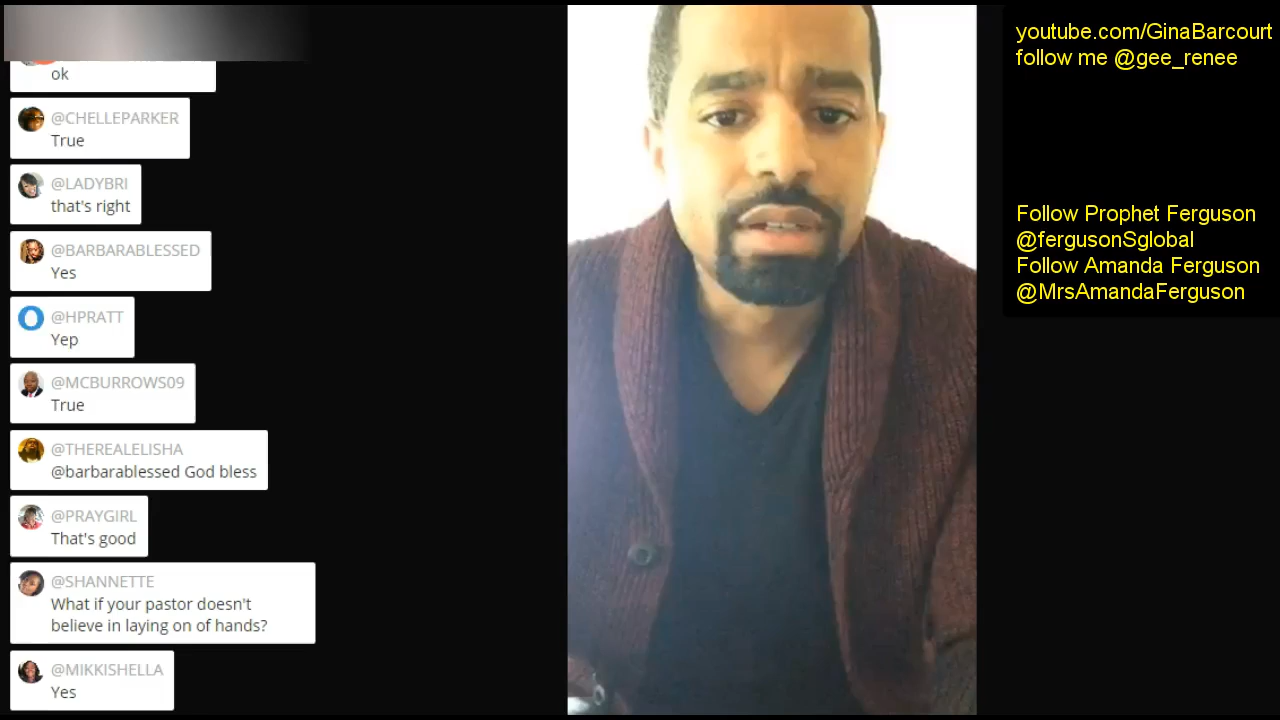 ok
@CHELLEPARKER
True
@LADYBRI
that's right
@BARBARABLESSED
Yes
@HPRATT
Yep
@MCBURROWS09
True
@THEREALELISHA
@barbarablessed God bless
@PRAYGIRL
That's good
@SHANNETTE
What if your pastor doesn't
believe in laying on of hands?
@MIKKISHELLA
Yes
youtube.com/GinaBarcourt
follow me @gee_renee
Follow Prophet Ferguson
@fergusonSglobal
Follow Amanda Ferguson
@MrsAmandaFerguson